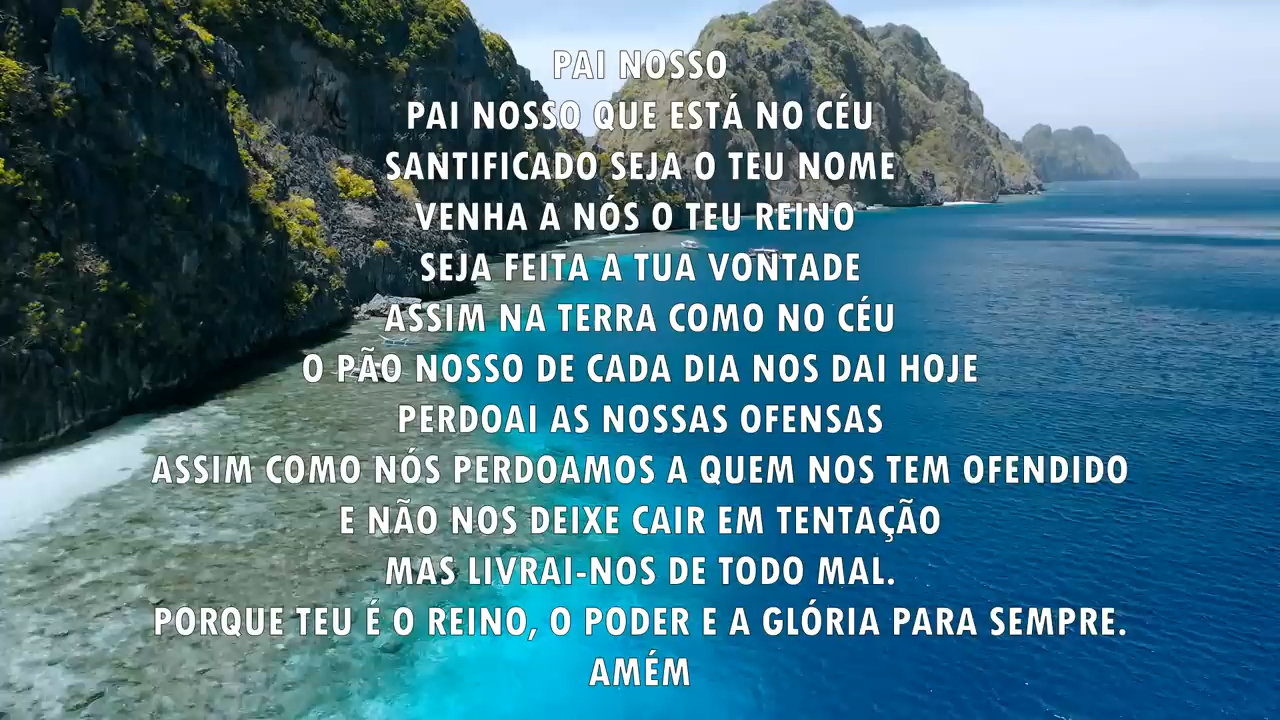 PAI NOSSO
PAI NOSSO QUE ESTÁ NO CÉU
SANTIFICADO SEJA O TEU NOME
VENHA A NÓS O TEU REINO
SEJA FEITA A TUA VONTADE
ASSIM NA TERRA COMO NO CÉU
O PÃO NOSSO DE CADA DIA NOS DAI HOJE
PERDOAI AS NOSSAS OFENSAS
ASSIM COMO NÓS PERDOAMOS A QUEM NOS TEM OFENDIDO
E NÃO NOS DEIXE CAIR EM TENTAÇÃO
MAS LIVRAI-NOS DE TODO MAL.
PORQUE TEU É O REINO, O PODER E A GLÓRIA PARA SEMPRE.
AMÉM